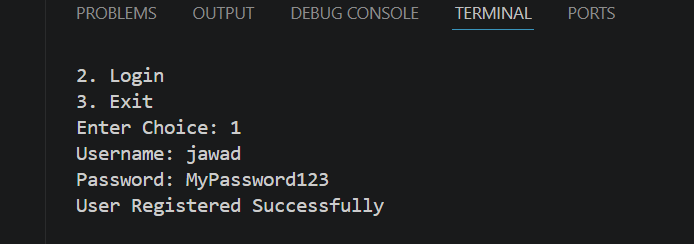 PROBLEMS OUTPUT DEBUG CONSOLE TERMINAL PORTS
2. Login
3. Exit
Enter Choice: 1
Username: jawad
Password: MyPassword123
User Registered Successfully